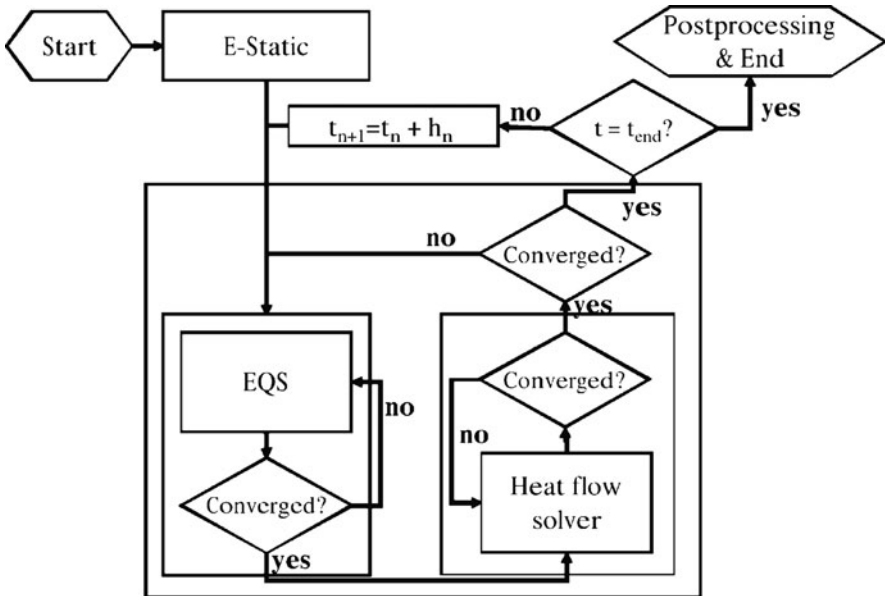 Start
E-Static
Postprocessing
& End
no
yes
tn+1=tn + hn
t = tend?
yes
no
Converged?
yes
EQS
Converged?
no
no
Converged?
Heat flow
solver
yes